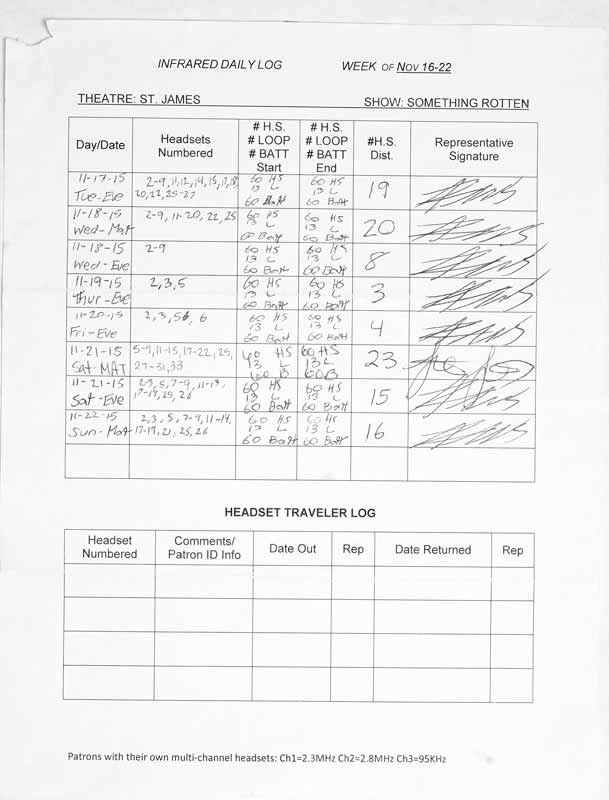 INFRARED DAILY LOG WEEK OF NOV 16-22
THEATRE: ST. JAMES SHOW: SOMETHING ROTTEN
Day/Date Headsets Numbered # H.S. # LOOP # BATT Start # H.S. # LOOP # BATT End #H.S. Dist. Representative Signature
11-17-15 2-9, 11, 12, 14, 15, 17, 18, 60 HS 60 HS
Tue-Eve 20, 22, 25-27 13 L 13 L 19
60 Batt 60 Batt
11-18-15 2-9, 11-20, 22, 25 60 HS 60 HS
Wed-Mat 13 L 13 L 20
60 Batt 60 Batt
11-18-15 2-9 60 HS 60 HS
Wed-Eve 13 L 13 L 8
60 Batt 60 Batt
11-19-15 2,3,5 60 HS 60 HS
Thur-Eve 13 L 13 L 3
60 Batt 60 Batt
11-20-15 2, 3, 5, 6 60 HS 60 HS
Fri-Eve 13 L 13 L 4
60 Batt 60 Batt
11-21-15 5-9, 11-15, 17-22, 25, 60 HS 60 HS
Sat-MAT 27-31, 33 13 L 13 L 23
60 B 60 B
11-21-15 2,3,5, 7-9, 11-13, 60 HS 60 HS
Sat-Eve 25, 26 13 L 13 L 15
60 Batt 60 Batt
11-22-15 2,3,5, 7-9, 11-14, 60 HS 60 HS
Sun-Mat 17-19, 21, 25, 26 13 L 13 L 16
60 Batt 60 Batt
HEADSET TRAVELER LOG
Headset Numbered Comments/ Patron ID Info Date Out Rep Date Returned Rep
Patrons with their own multi-channel headsets: Ch1=2.3MHz Ch2=2.8MHz Ch3=95KHz